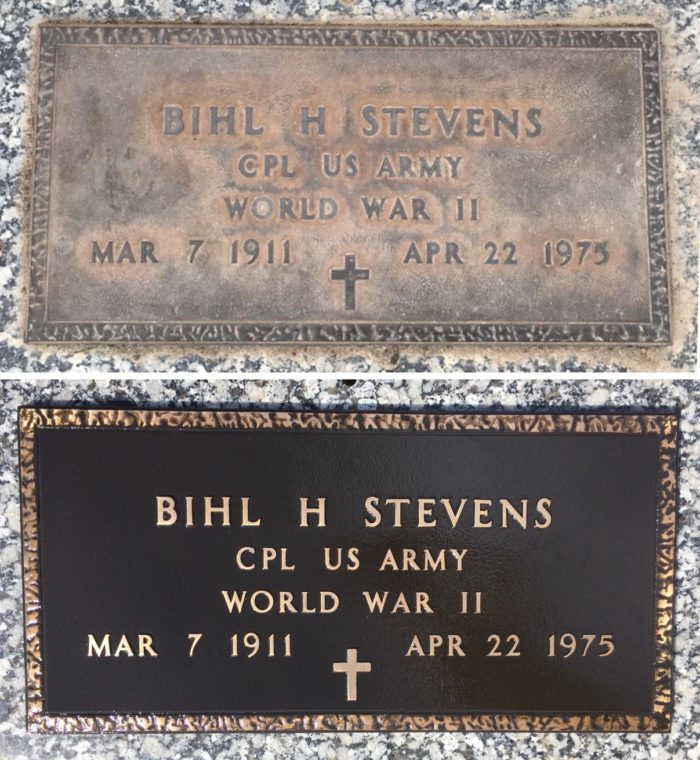 BIHL H STEVENS
CPL US ARMY
WORLD WAR II
MAR 7 1911 APR 22 1975
BIHL H STEVENS
CPL US ARMY
WORLD WAR II
MAR 7 1911 APR 22 1975